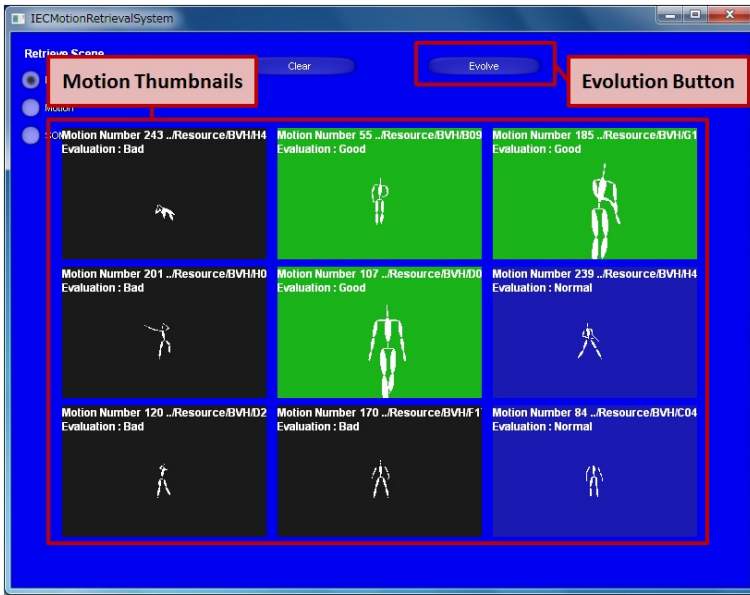 IECMotionRetrievalSystem
Retrieve Scene
Clear
Evolve
Motion Thumbnails
Evolution Button
Motion
Motion Number 243 ../Resource/BVH/H4
Evaluation : Bad
Motion Number 55 ../Resource/BVH/B09
Evaluation : Good
Motion Number 185 ../Resource/BVH/G1
Evaluation : Good
Motion Number 201 ../Resource/BVH/H0
Evaluation : Bad
Motion Number 107 ../Resource/BVH/D0
Evaluation : Good
Motion Number 239 ../Resource/BVH/H4
Evaluation : Normal
Motion Number 120 ../Resource/BVH/D2
Evaluation : Bad
Motion Number 170 ../Resource/BVH/F1
Evaluation : Bad
Motion Number 84 ../Resource/BVH/C04
Evaluation : Normal